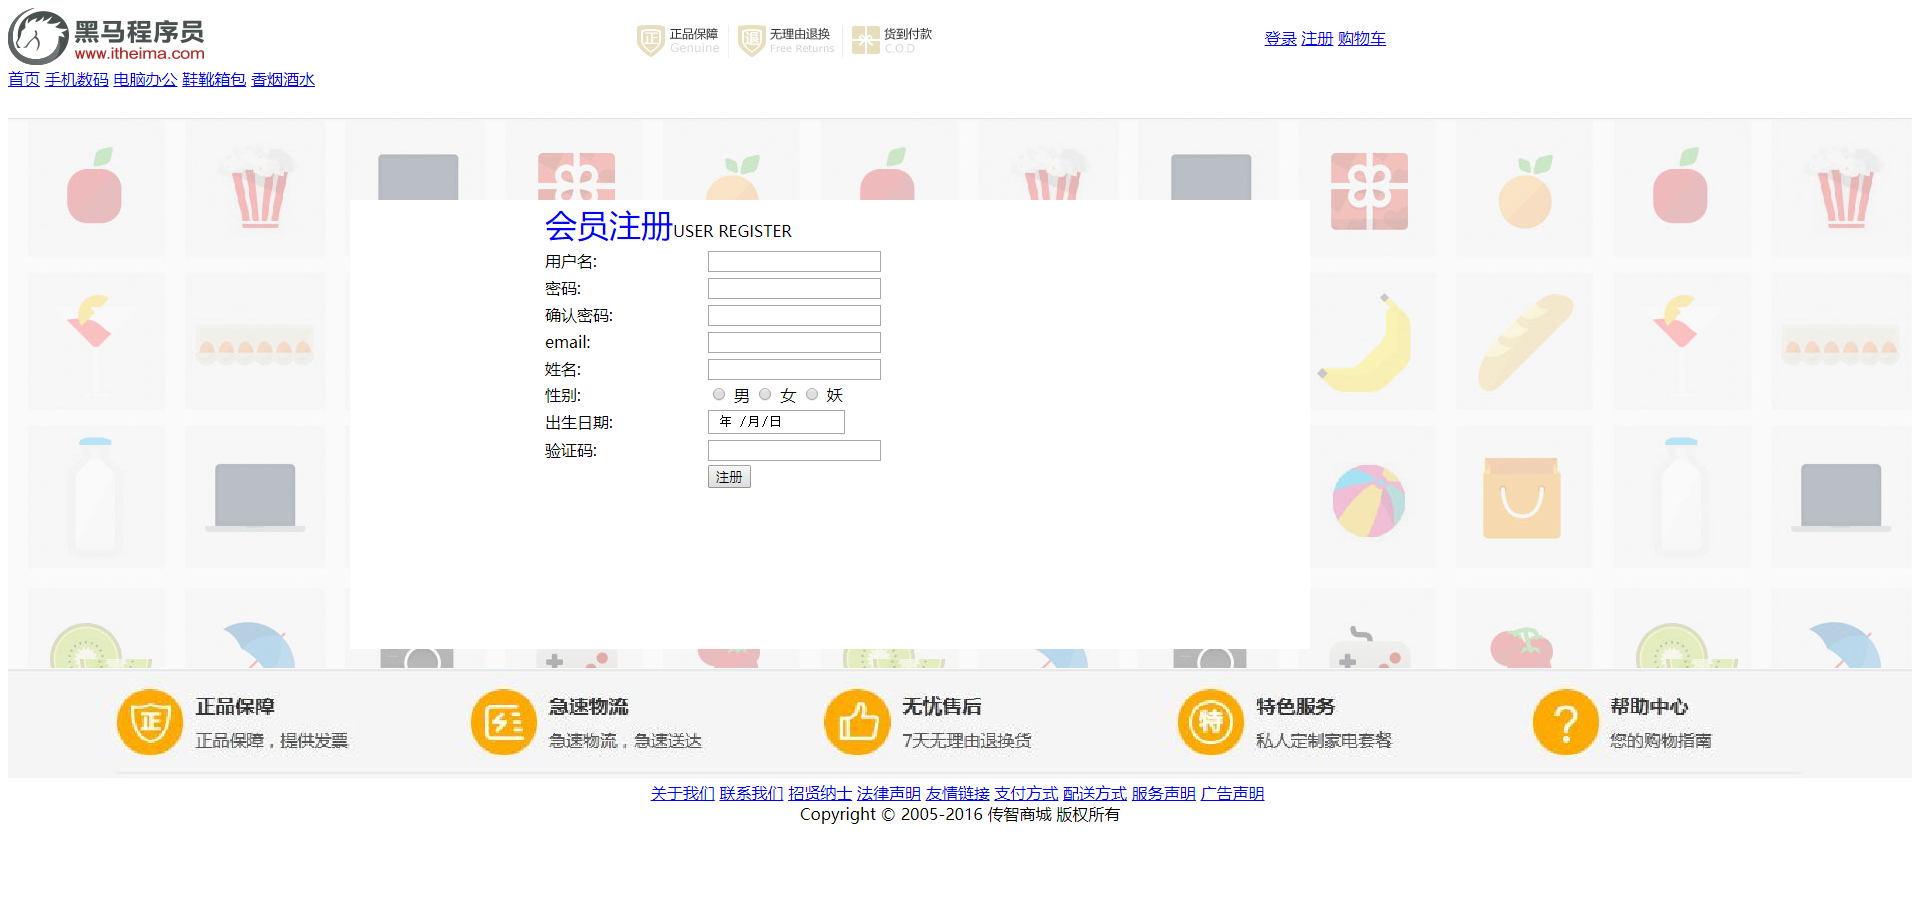 黑马程序员
www.itheima.com
正 正品保障 Genuine
退 无理由退换 Free Returns
货到付款 C.O.D
登录 注册 购物车
首页 手机数码 电脑办公 鞋靴箱包 香烟酒水
会员注册USER REGISTER
用户名:
密码:
确认密码:
email:
姓名:
性别: 男 女 妖
出生日期: 年 /月/日
验证码:
注册
正 正品保障
正品保障，提供发票
急速物流
急速物流，急速送达
无忧售后
7天无理由退换货
特 特色服务
私人定制家电套餐
? 帮助中心
您的购物指南
关于我们 联系我们 招贤纳士 法律声明 友情链接 支付方式 配送方式 服务声明 广告声明
Copyright © 2005-2016 传智商城 版权所有